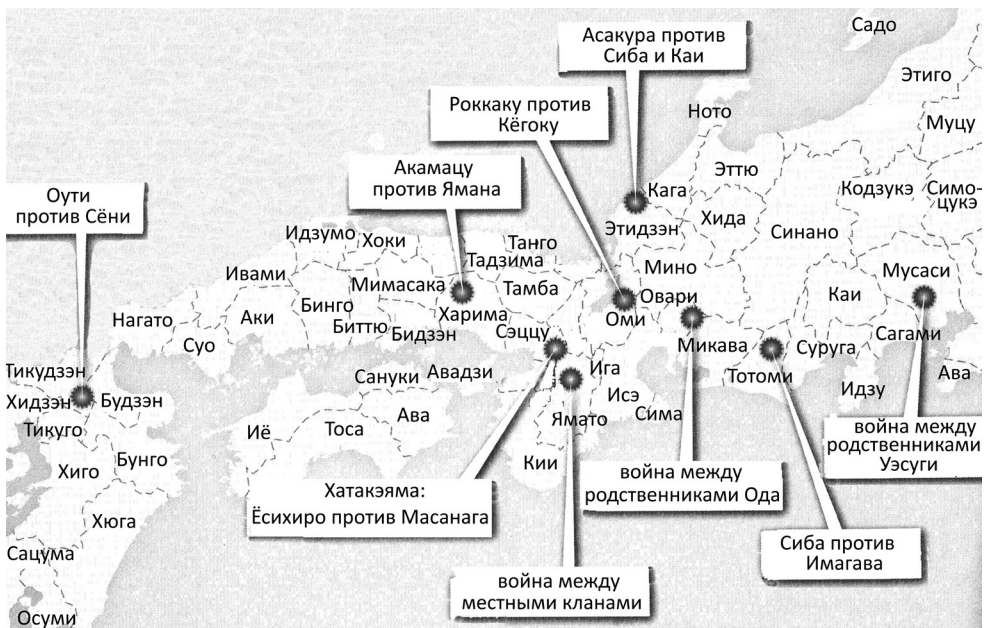 Садо
Асакура против
Сиба и Каи
Этиго
Роккаку против
Кёгоку
Ното
Муцу
Акамацу
против Ямана
Эттю
Оути
против Сёни
Кага
Кодзукэ
Симо-
цукэ
Хида
Этидзэн
Синано
Идзумо
Хоки
Танго
Тадзима
Ивами
Мино
Мусаси
Мимасака
Тамба
Каи
Бинго
Овари
Нагато
Аки
Харима
Оми
Биттю
Бидзэн
Сэццу
Сагами
Суо
Микава
Суруга
Тикудзэн
Ига
Тотоми
Ава
Сануки
Авадзи
Идзу
Хидзэн
Будзэн
Исэ
Сима
Ава
Ямато
Тикуго
Иё
Тоса
война между
родственниками
Уэсуги
Бунго
Хиго
Кии
война между
родственниками Ода
Хатакэяма:
Ёсихиро против Масанага
Хюга
Сиба против
Имагава
Сацума
война между
местными кланами
Осуми